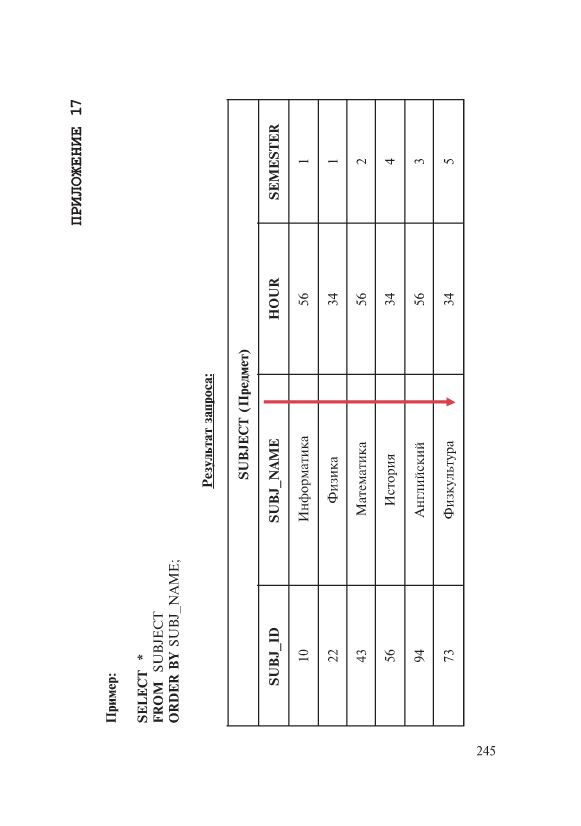 ПРИЛОЖЕНИЕ 17
Пример:
SELECT *
FROM SUBJECT
ORDER BY SUBJ_NAME;
Результат запроса:
SUBJECT (Предмет)
SUBJ_ID SUBJ_NAME HOUR SEMESTER
10 Информатика 56 1
22 Физика 34 1
43 Математика 56 2
56 История 34 4
94 Английский 56 3
73 Физкультура 34 5
245